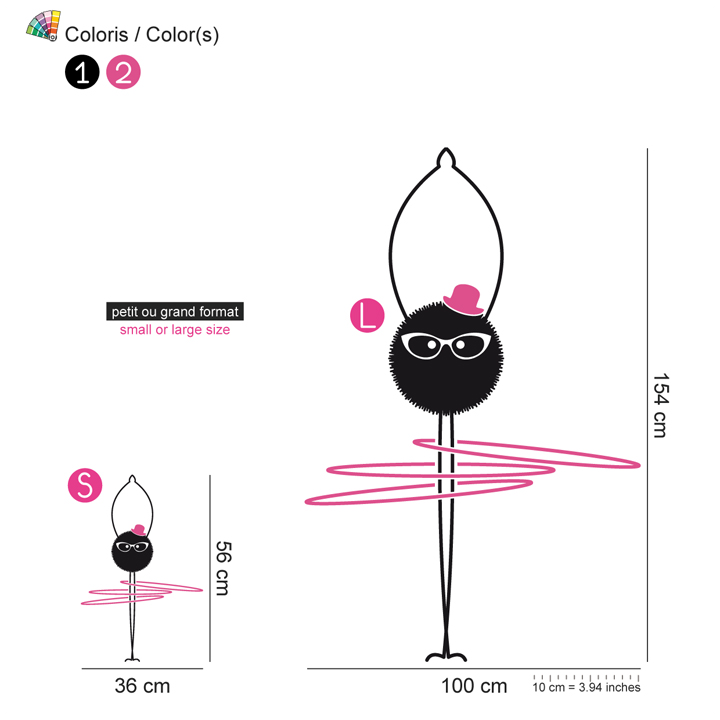 Coloris / Color(s)
1 2
petit ou grand format
small or large size
L
154 cm
S
56 cm
36 cm
100 cm
10 cm = 3.94 inches